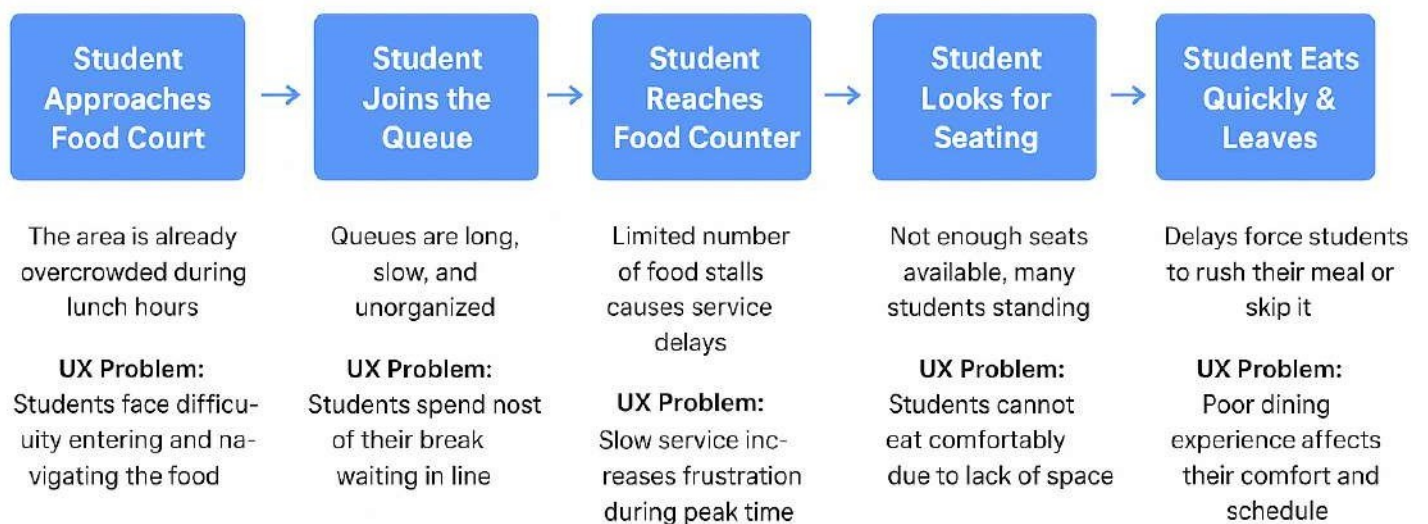 Student
Approaches
Food Court
The area is already
overcrowded during
lunch hours
UX Problem:
Students face difficu-
uity entering and na-
vigating the food
Student
Joins the
Queue
Queues are long,
slow, and
unorganized
UX Problem:
Students spend nost
of their break
waiting in line
Student
Reaches
Food Counter
Limited number
of food stalls
causes service
delays
UX Problem:
Slow service inc-
reases frustration
during peak time
Student
Looks for
Seating
Not enough seats
available, many
students standing
UX Problem:
Students cannot
eat comfortably
due to lack of space
Student Eats
Quickly &
Leaves
Delays force students
to rush their meal or
skip it
UX Problem:
Poor dining
experience affects
their comfort and
schedule